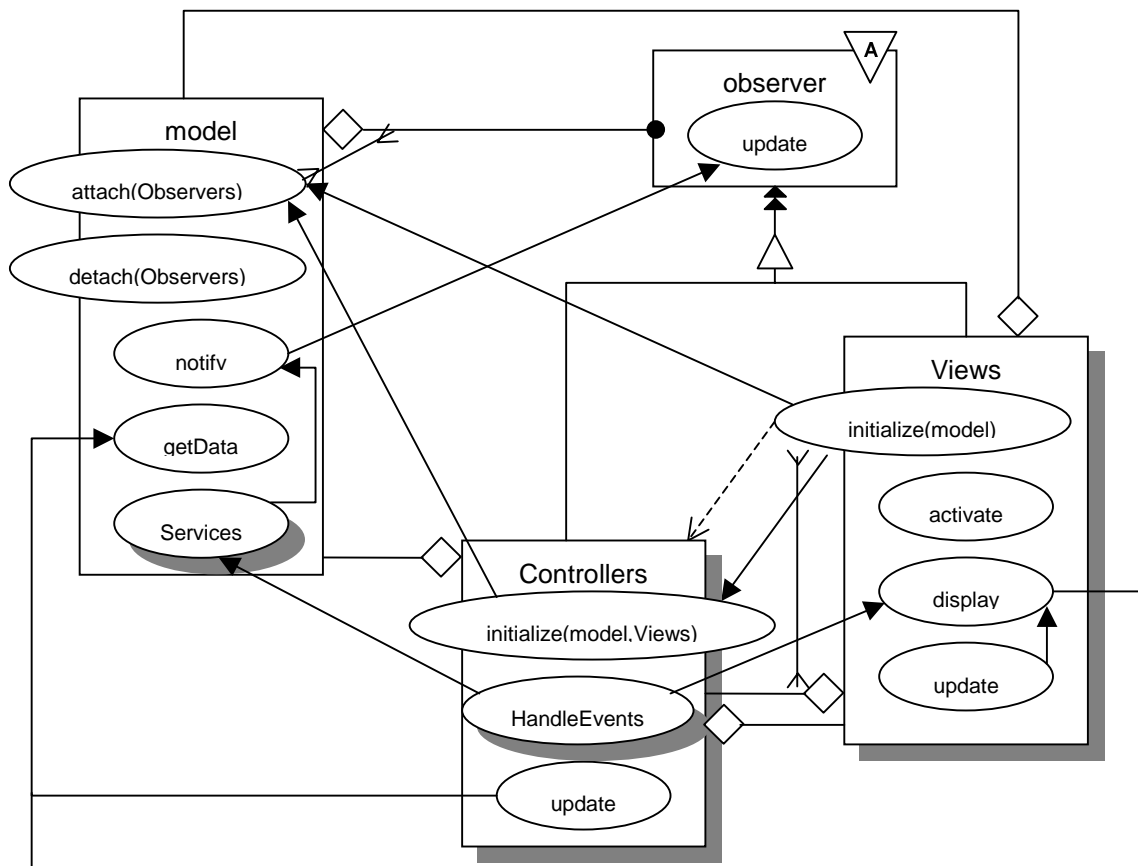 A
observer
update
model
attach(Observers)
detach(Observers)
notify
getData
Services
Views
initialize(model)
activate
display
update
Controllers
initialize(model,Views)
HandleEvents
update